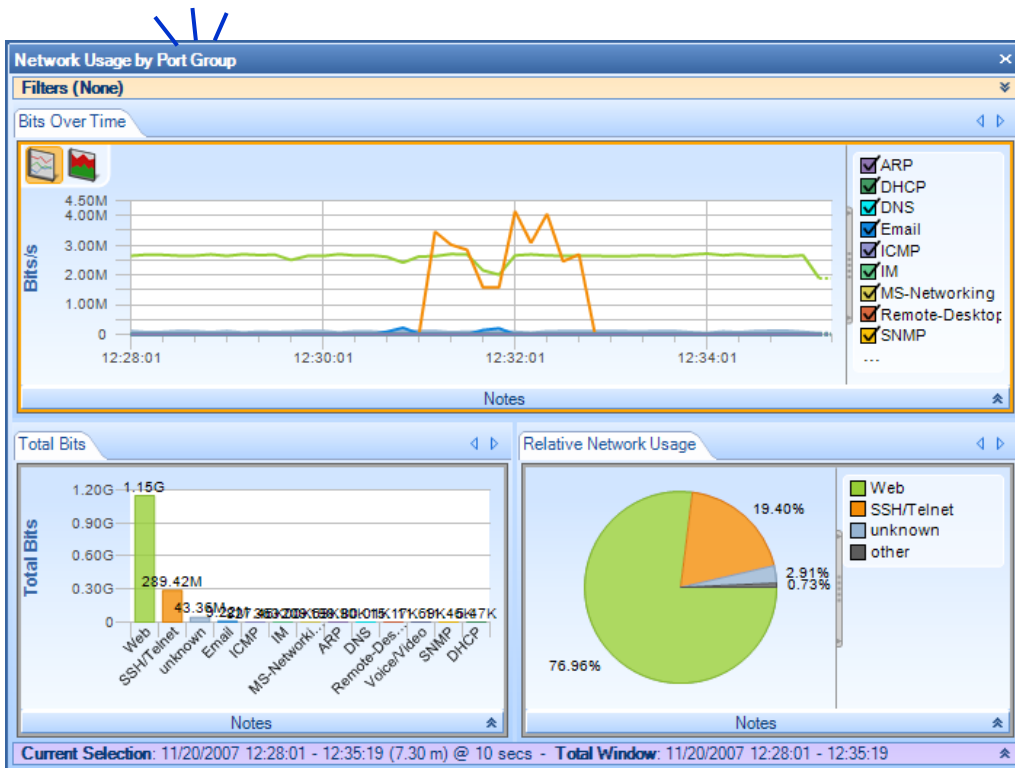 Network Usage by Port Group
Filters (None)
Bits Over Time
Bits/s
4.50M
4.00M
3.00M
2.00M
1.00M
0
12:28:01
12:30:01
12:32:01
12:34:01
ARP
DHCP
DNS
Email
ICMP
IM
MS-Networking
Remote-Desktop
SNMP
...
Notes
Total Bits
Total Bits
1.20G
0.90G
0.60G
0.30G
0
1.15G
289.42M
43.36M
Web
SSH/Telnet
unknown
Email
ICMP
IM
MS-Networki...
ARP
DNS
Remote-Des...
Voice/Video
SNMP
DHCP
Notes
Relative Network Usage
19.40%
2.91%
0.73%
76.96%
Web
SSH/Telnet
unknown
other
Notes
Current Selection: 11/20/2007 12:28:01 - 12:35:19 (7.30 m) @ 10 secs - Total Window: 11/20/2007 12:28:01 - 12:35:19